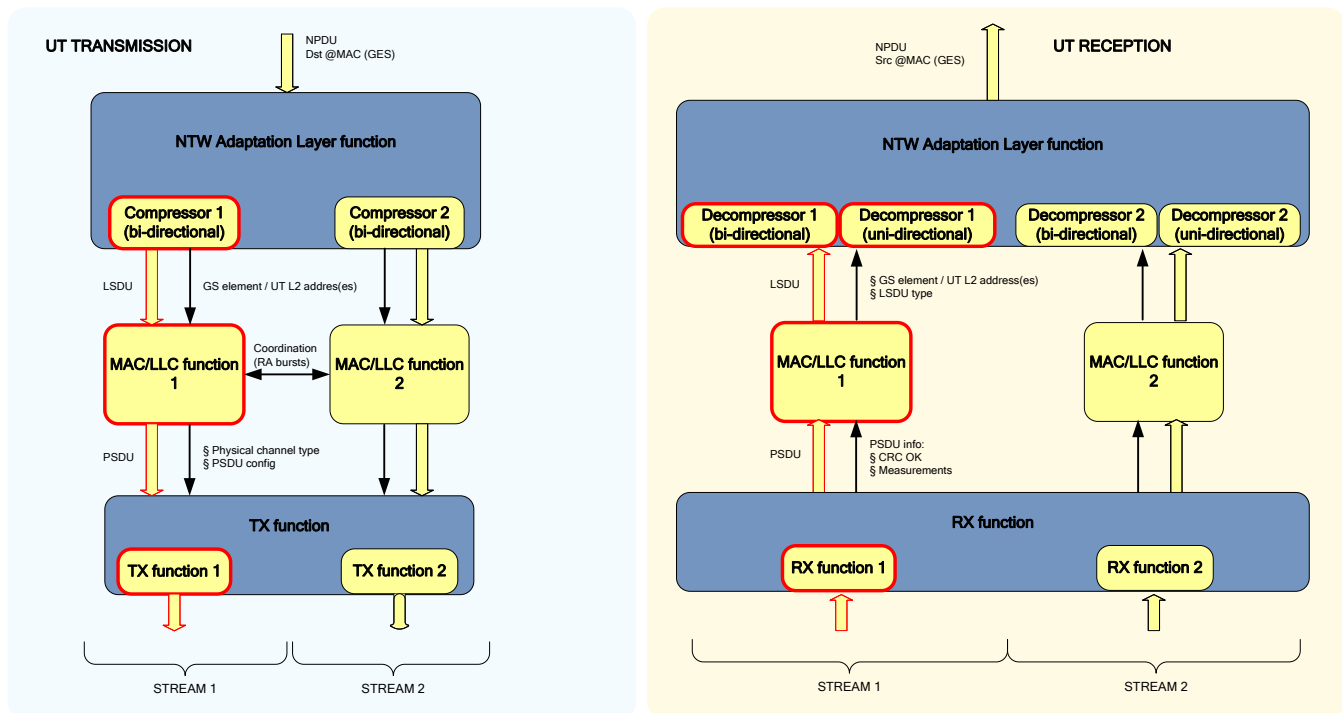 UT TRANSMISSION
NPDU
Dst @MAC (GES)
NTW Adaptation Layer function
Compressor 1
(bi-directional)
Compressor 2
(bi-directional)
LSDU
GS element / UT L2 addres(es)
MAC/LLC function
1
Coordination
(RA bursts)
MAC/LLC function
2
PSDU
§ Physical channel type
§ PSDU config
TX function
TX function 1
TX function 2
STREAM 1
STREAM 2
UT RECEPTION
NPDU
Src @MAC (GES)
NTW Adaptation Layer function
Decompressor 1
(bi-directional)
Decompressor 1
(uni-directional)
Decompressor 2
(bi-directional)
Decompressor 2
(uni-directional)
LSDU
§ GS element / UT L2 address(es)
§ LSDU type
MAC/LLC function
1
MAC/LLC function
2
PSDU
PSDU info:
§ CRC OK
§ Measurements
RX function
RX function 1
RX function 2
STREAM 1
STREAM 2